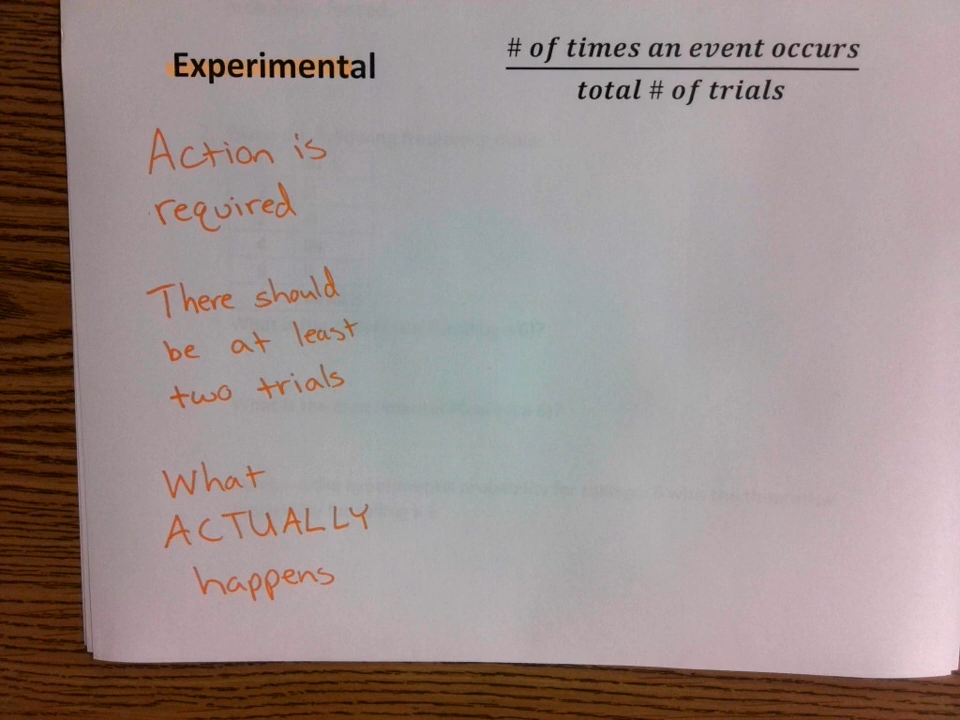 Experimental
# of times an event occurs
total # of trials
Action is
required
There should
be at least
two trials
What
ACTUALLY
happens